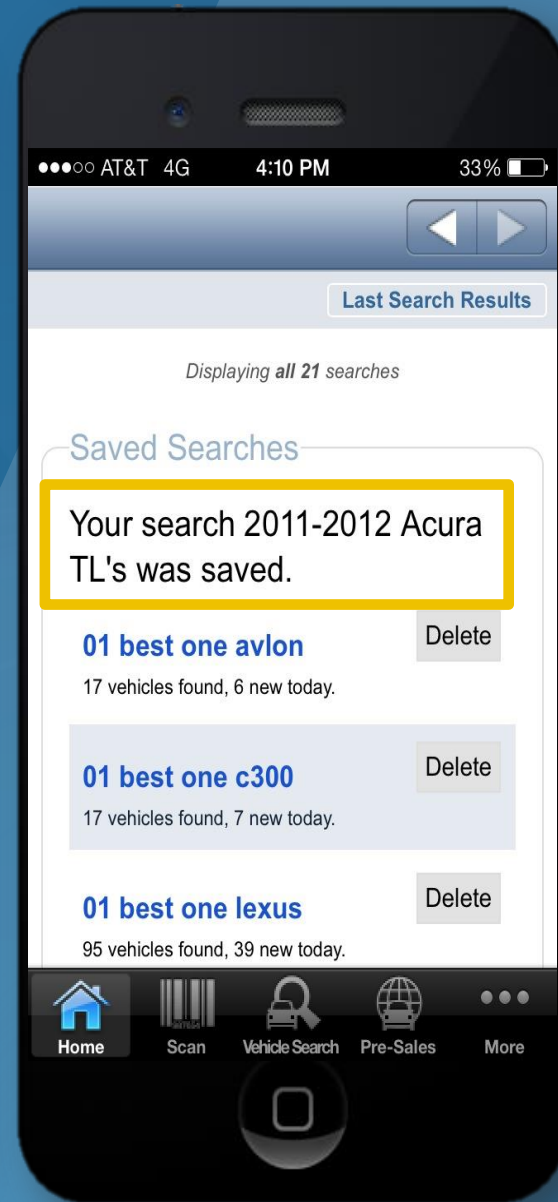 ●●●○○ AT&T 4G 4:10 PM 33%
Last Search Results
Displaying all 21 searches
Saved Searches
Your search 2011-2012 Acura
TL's was saved.
01 best one avlon
Delete
17 vehicles found, 6 new today.
01 best one c300
Delete
17 vehicles found, 7 new today.
01 best one lexus
Delete
95 vehicles found, 39 new today.
Home Scan Vehicle Search Pre-Sales More